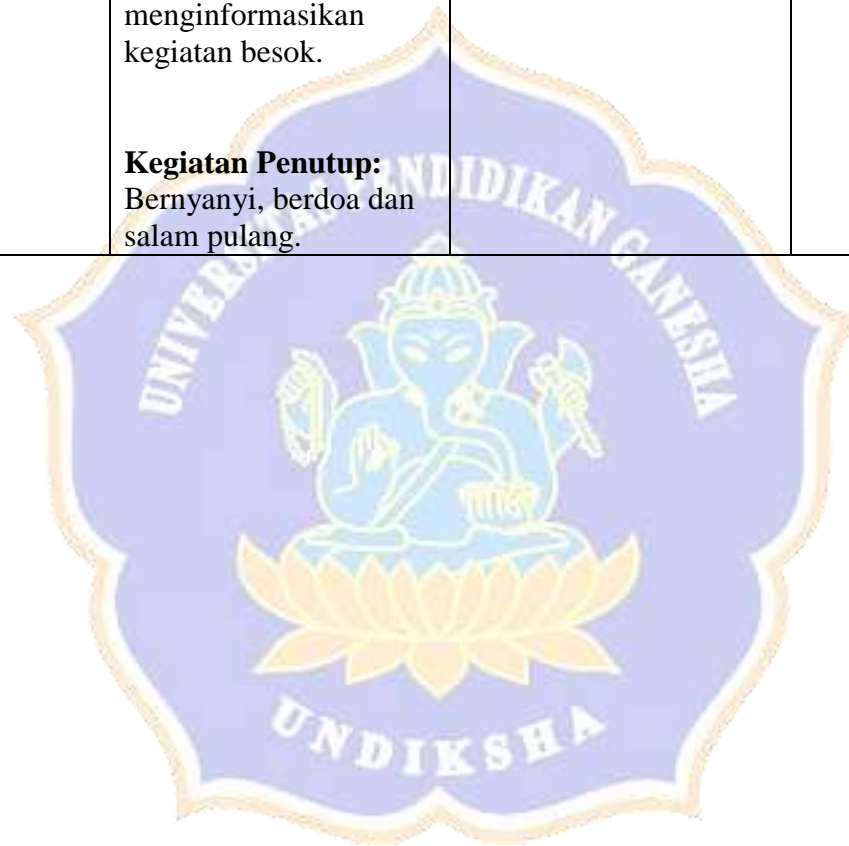 menginformasikan
kegiatan besok.
Kegiatan Penutup:
Bernyanyi, berdoa dan
salam pulang.
UNIVERSITAS PENDIDIKAN GANESHA
UNDIKSHA